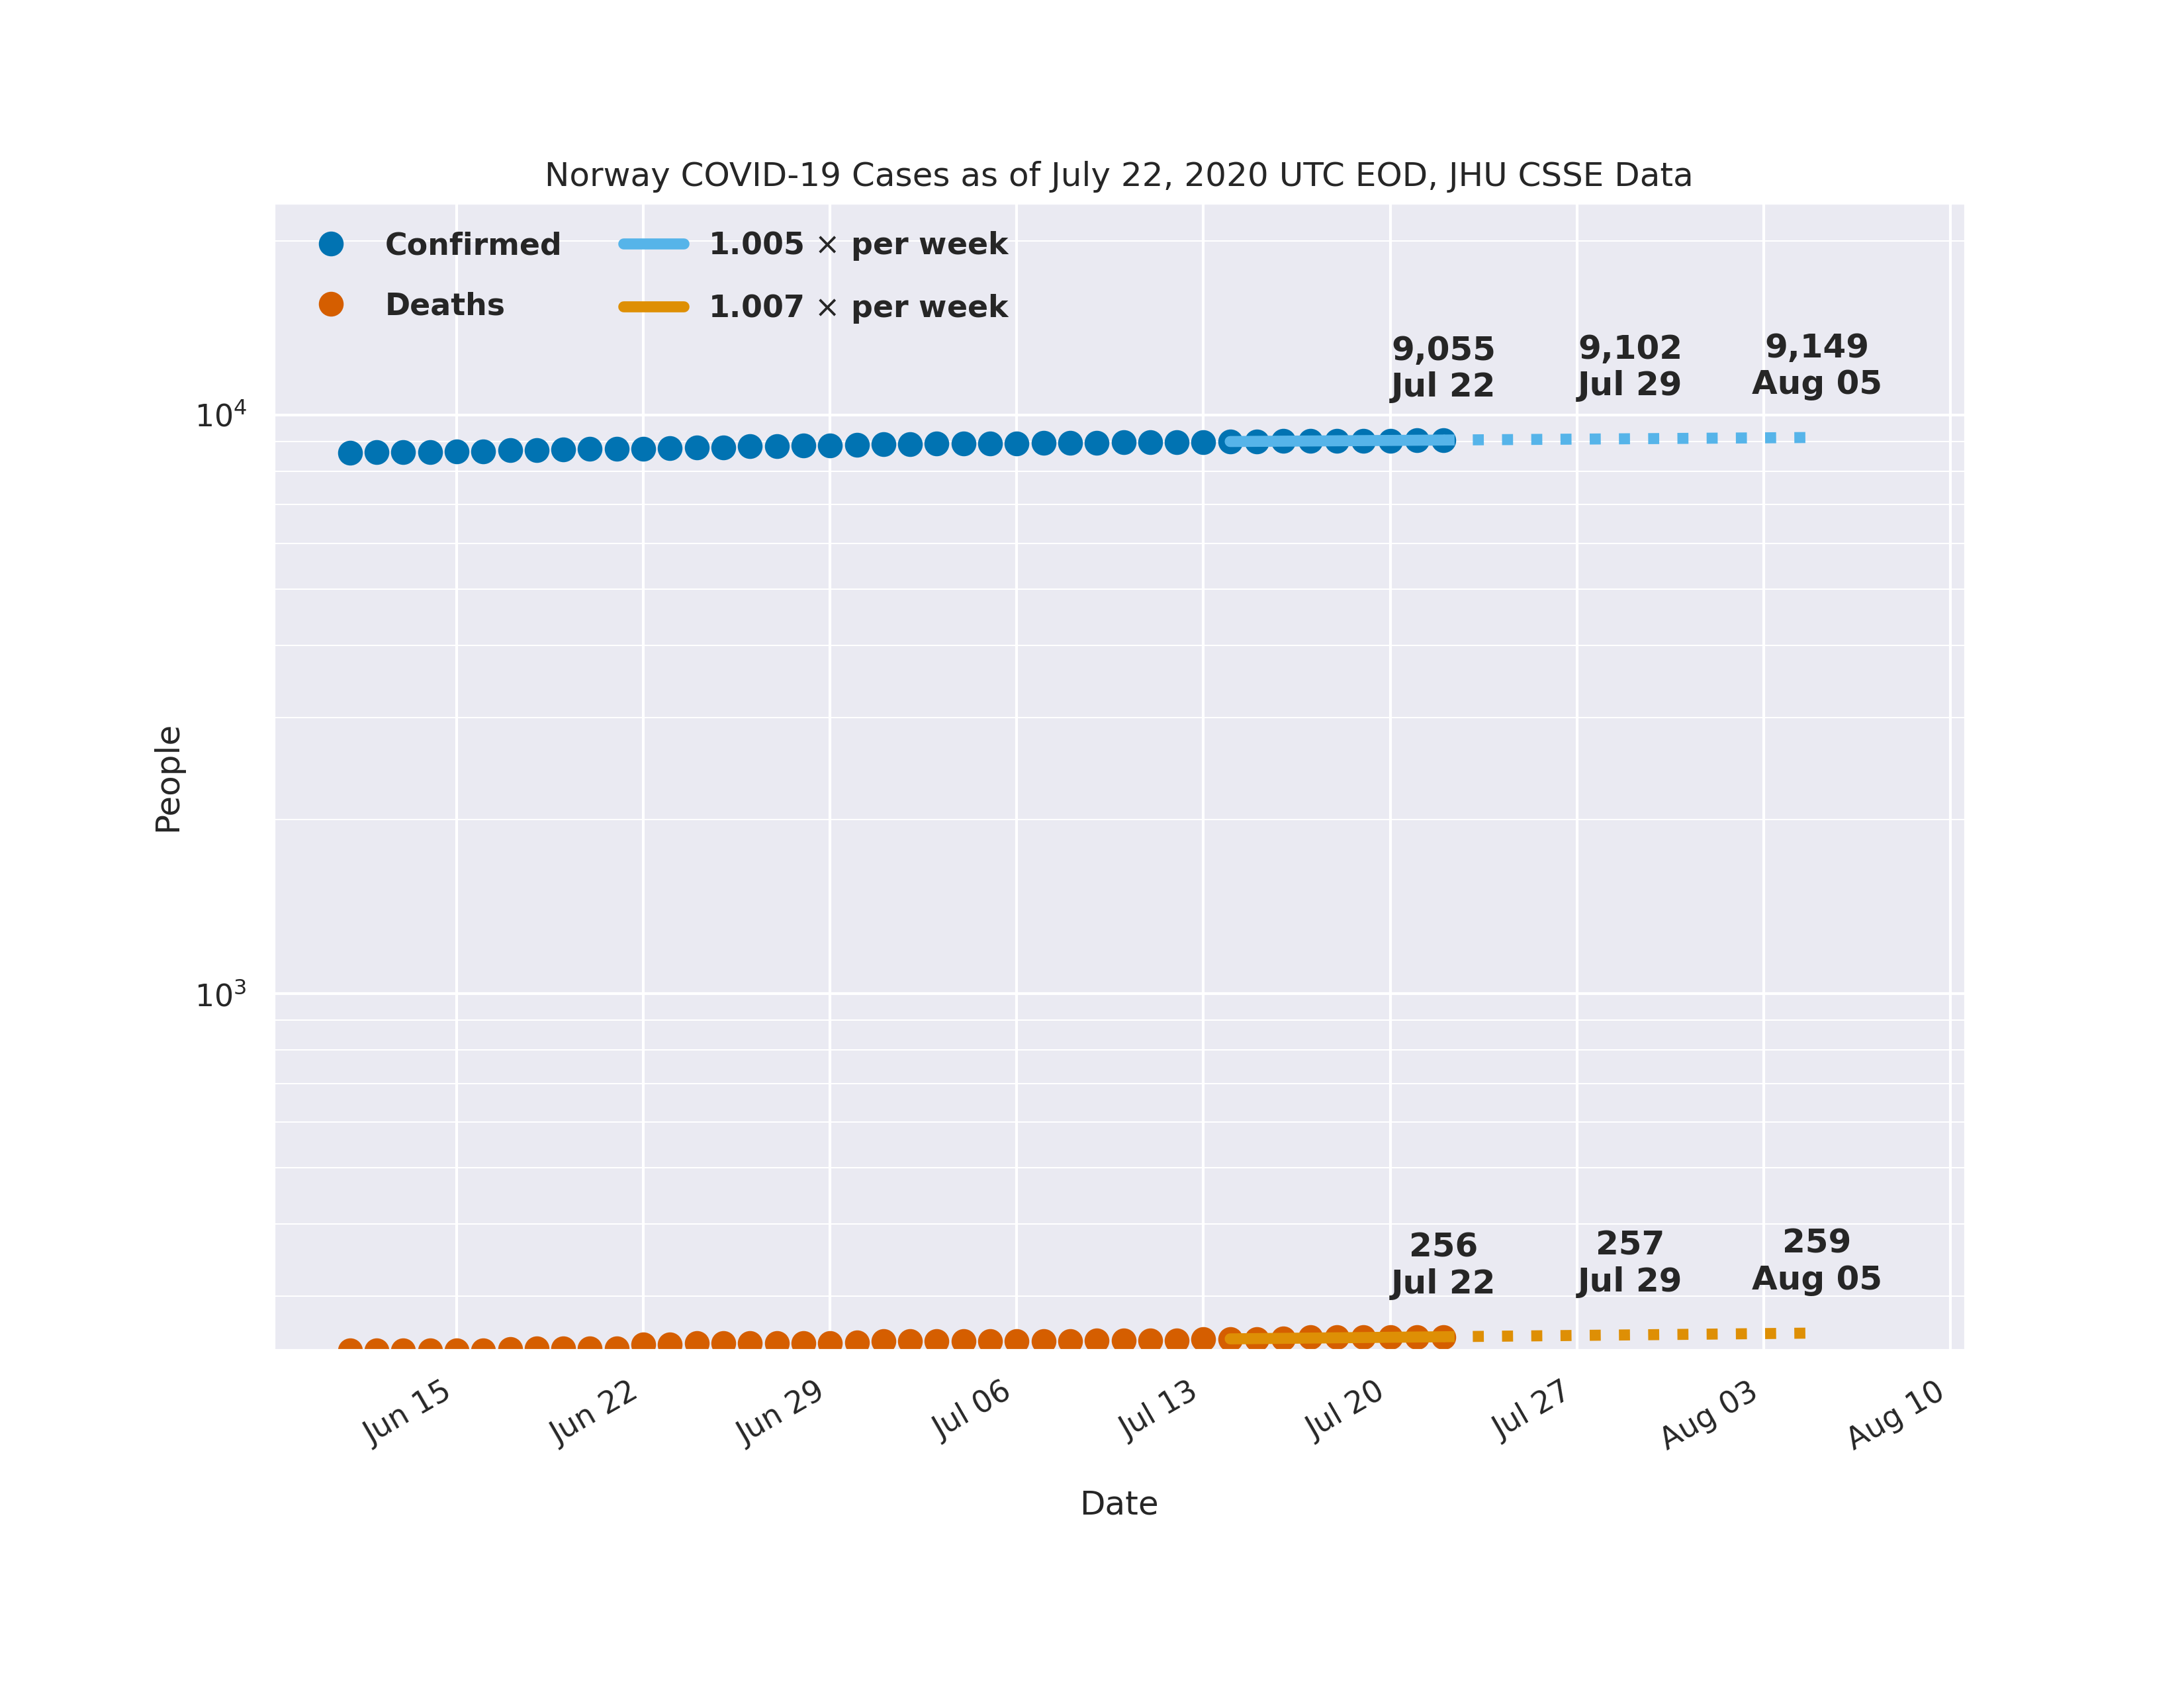 Norway COVID-19 Cases as of July 22, 2020 UTC EOD, JHU CSSE Data
Confirmed
Deaths
1.005 × per week
1.007 × per week
9,055
Jul 22
9,102
Jul 29
9,149
Aug 05
10⁴
10³
People
256
Jul 22
257
Jul 29
259
Aug 05
Jun 15
Jun 22
Jun 29
Jul 06
Jul 13
Jul 20
Jul 27
Aug 03
Aug 10
Date